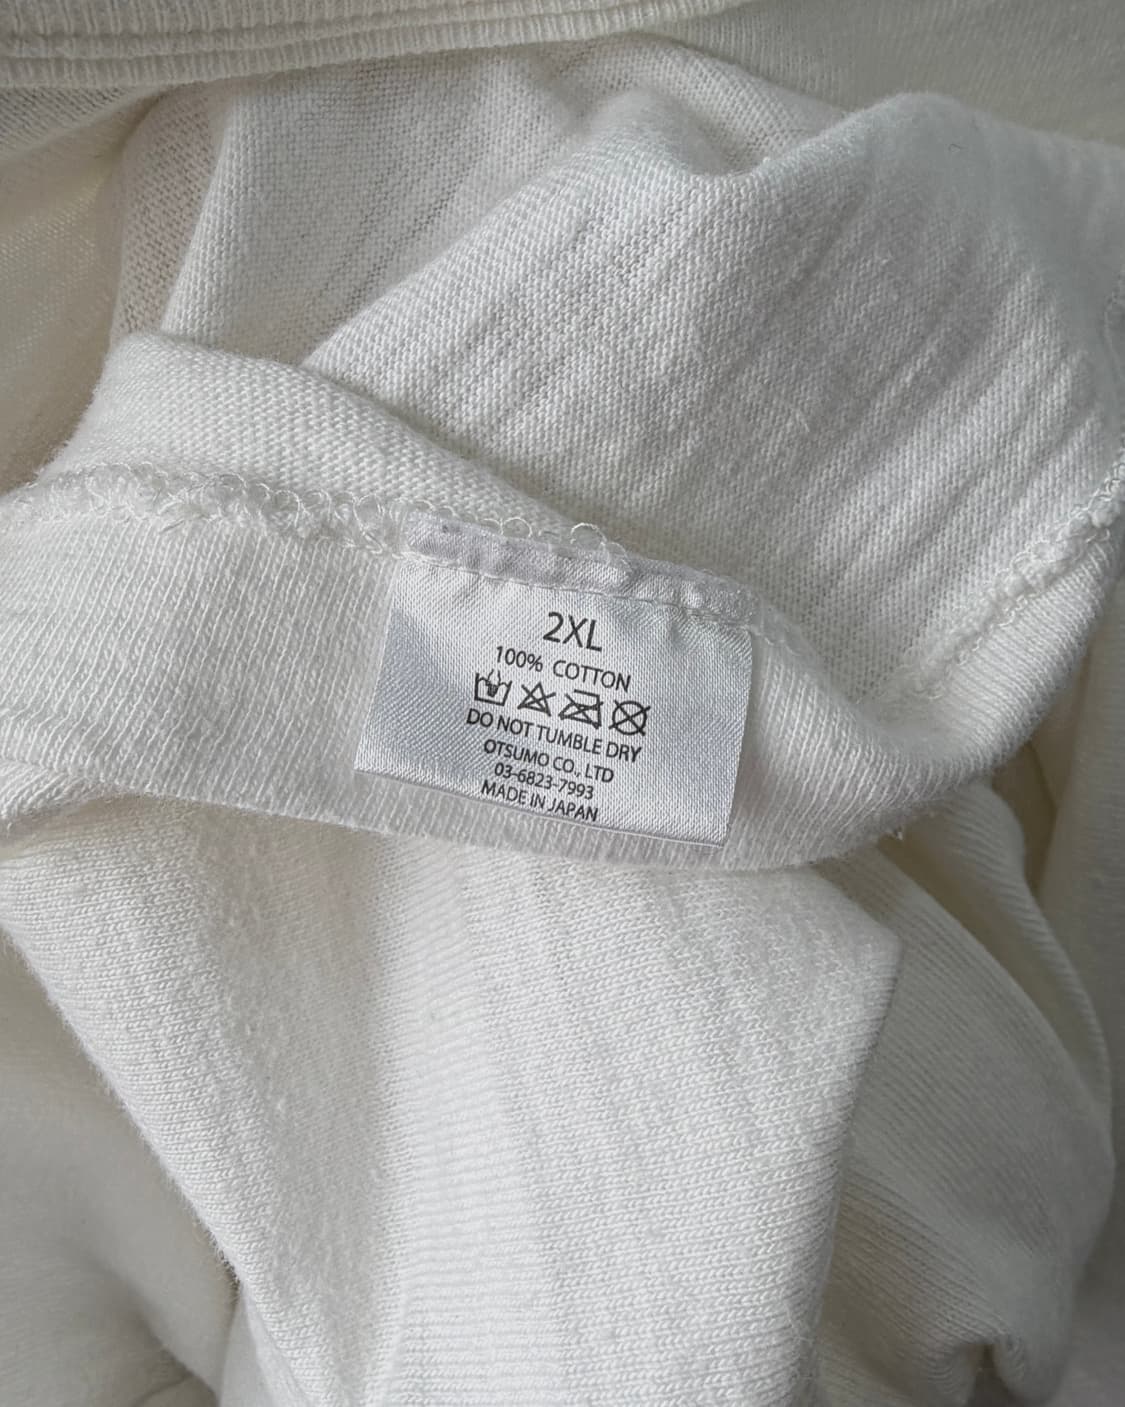 2XL
100% COTTON
DO NOT TUMBLE DRY
OTSUMO CO., LTD
03-6823-7993
MADE IN JAPAN